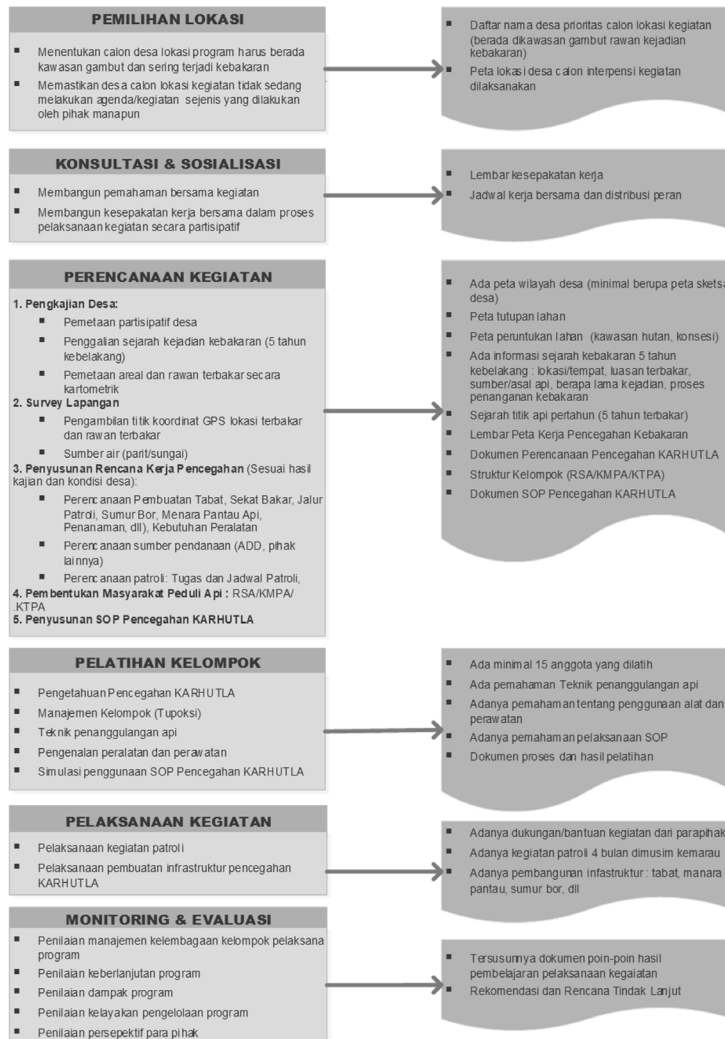 PEMILIHAN LOKASI
▪ Menentukan calon desa lokasi program harus berada
kawasan gambut dan sering terjadi kebakaran
▪ Memastikan desa calon lokasi kegiatan tidak sedang
melakukan agenda/kegiatan sejenis yang dilakukan
oleh pihak manapun
▪ Daftar nama desa prioritas calon lokasi kegiatan
(berada dikawasan gambut rawan kejadian
kebakaran)
▪ Peta lokasi desa calon interpensi kegiatan
dilaksanakan
KONSULTASI & SOSIALISASI
▪ Membangun pemahaman bersama kegiatan
▪ Membangun kesepakatan kerja bersama dalam proses
pelaksanaan kegiatan secara partisipatif
▪ Lembar kesepakatan kerja
▪ Jadwal kerja bersama dan distribusi peran
PERENCANAAN KEGIATAN
1. Pengkajian Desa:
▪ Pemetaan partisipatif desa
▪ Penggalian sejarah kejadian kebakaran (5 tahun
kebelakang)
▪ Pemetaan areal dan rawan terbakar secara
kartometrik
2. Survey Lapangan
▪ Pengambilan titik koordinat GPS lokasi terbakar
dan rawan terbakar
▪ Sumber air (parit/sungai)
3. Penyusunan Rencana Kerja Pencegahan (Sesuai hasil
kajian dan kondisi desa):
▪ Perencanaan Pembuatan Tabat, Sekat Bakar, Jalur
Patroli, Sumur Bor, Menara Pantau Api,
Penanaman, dll), Kebutuhan Peralatan
▪ Perencanaan sumber pendanaan (ADD, pihak
lainnya)
▪ Perencanaan patroli: Tugas dan Jadwal Patroli,
4. Pembentukan Masyarakat Peduli Api : RSA/KMPA/
.KTPA
5. Penyusunan SOP Pencegahan KARHUTLA
▪ Ada peta wilayah desa (minimal berupa peta sketsa
desa)
▪ Peta tutupan lahan
▪ Peta peruntukan lahan (kawasan hutan, konsesi)
▪ Ada informasi sejarah kebakaran 5 tahun
kebelakang : lokasi/tempat, luasan terbakar,
sumber/asal api, berapa lama kejadian, proses
penanganan kebakaran
▪ Sejarah titik api pertahun (5 tahun terbakar)
▪ Lembar Peta Kerja Pencegahan Kebakaran
▪ Dokumen Perencanaan Pencegahan KARHUTLA
▪ Struktur Kelompok (RSA/KMPA/KTPA)
▪ Dokumen SOP Pencegahan KARHUTLA
PELATIHAN KELOMPOK
▪ Pengetahuan Pencegahan KARHUTLA
▪ Manajemen Kelompok (Tupoksi)
▪ Teknik penanggulangan api
▪ Pengenalan peralatan dan perawatan
▪ Simulasi penggunaan SOP Pencegahan KARHUTLA
▪ Ada minimal 15 anggota yang dilatih
▪ Ada pemahaman Teknik penanggulangan api
▪ Adanya pemahaman tentang penggunaan alat dan
perawatan
▪ Adanya pemahaman pelaksanaan SOP
▪ Dokumen proses dan hasil pelatihan
PELAKSANAAN KEGIATAN
▪ Pelaksanaan kegiatan patroli
▪ Pelaksanaan pembuatan infrastruktur pencegahan
KARHUTLA
▪ Adanya dukungan/bantuan kegiatan dari parapihak
▪ Adanya kegiatan patroli 4 bulan dimusim kemarau
▪ Adanya pembangunan infastruktur : tabat, manara
pantau, sumur bor, dll
MONITORING & EVALUASI
▪ Penilaian manajemen kelembagaan kelompok pelaksana
program
▪ Penilaian keberlanjutan program
▪ Penilaian dampak program
▪ Penilaian kelayakan pengelolaan program
▪ Penilaian persepektif para pihak
▪ Tersusunnya dokumen poin-poin hasil
pembelajaran pelaksanaan kegaiatan
▪ Rekomendasi dan Rencana Tindak Lanjut